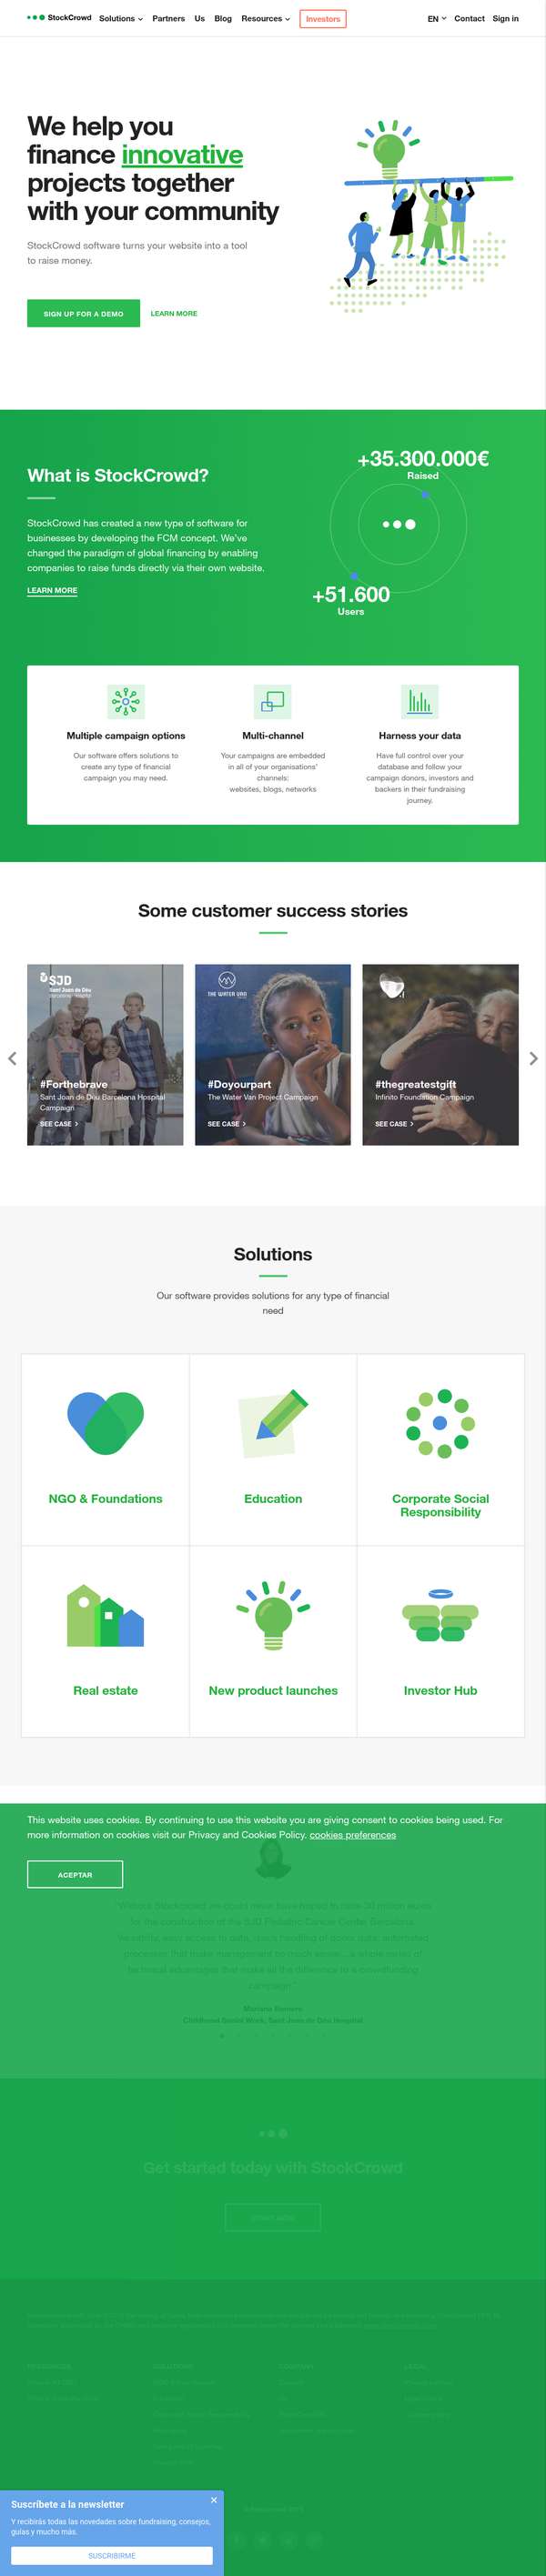 StockCrowd Solutions Partners Us Blog Resources Investors EN Contact Sign in
We help you
finance innovative
projects together
with your community
StockCrowd software turns your website into a tool
to raise money.
SIGN UP FOR A DEMO LEARN MORE
What is StockCrowd?
StockCrowd has created a new type of software for
businesses by developing the FCM concept. We've
changed the paradigm of global financing by enabling
companies to raise funds directly via their own website.
LEARN MORE
+35.300.000€
Raised
+51.600
Users
Multiple campaign options
Our software offers solutions to
create any type of financial
campaign you may need.
Multi-channel
Your campaigns are embedded
in all of your organisations'
channels:
websites, blogs, networks
Harness your data
Have full control over your
database and follow your
campaign donors, investors and
backers in their fundraising
journey.
Some customer success stories
SJD
Sant Joan de Déu
#Forthebrave
Sant Joan de Déu Barcelona Hospital
Campaign
SEE CASE
THE WATER VAN
#Doyourpart
The Water Van Project Campaign
SEE CASE
#thegreatestgift
Infinito Foundation Campaign
SEE CASE
Solutions
Our software provides solutions for any type of financial
need
NGO & Foundations
Education
Corporate Social
Responsibility
Real estate
New product launches
Investor Hub
This website uses cookies. By continuing to use this website you are giving consent to cookies being used. For
more information on cookies visit our Privacy and Cookies Policy. cookies preferences
ACEPTAR
Get started today with StockCrowd
Suscríbete a la newsletter
Y recibirás todas las novedades sobre fundraising, consejos,
guías y mucho más.
SUSCRIBIRME